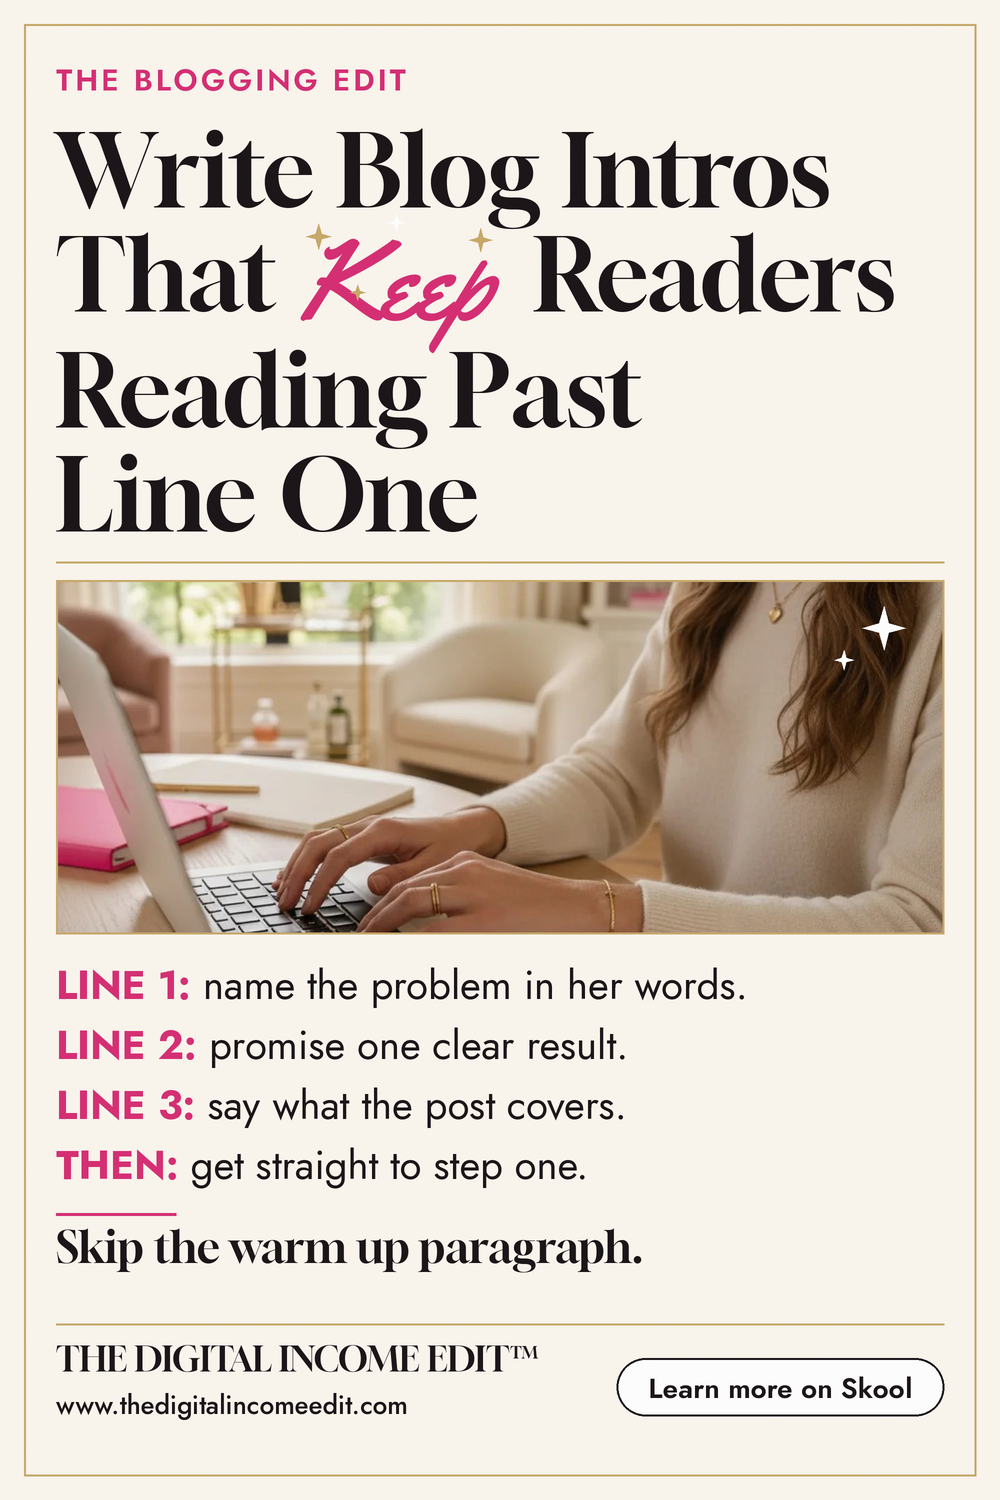 THE BLOGGING EDIT
Write Blog Intros
That Keep Readers
Reading Past
Line One
LINE 1: name the problem in her words.
LINE 2: promise one clear result.
LINE 3: say what the post covers.
THEN: get straight to step one.
Skip the warm up paragraph.
THE DIGITAL INCOME EDIT™
www.thedigitalincomeedit.com
Learn more on Skool